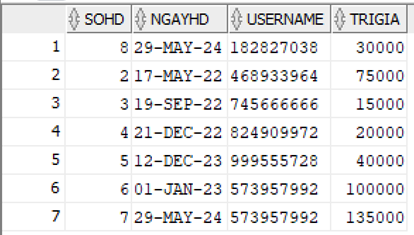 SOHD NGAYHD USERNAME TRIGIA
1 8 29-MAY-24 182827038 30000
2 2 17-MAY-22 468933964 75000
3 3 19-SEP-22 745666666 15000
4 4 21-DEC-22 824909972 20000
5 5 12-DEC-23 999555728 40000
6 6 01-JAN-23 573957992 100000
7 7 29-MAY-24 573957992 135000